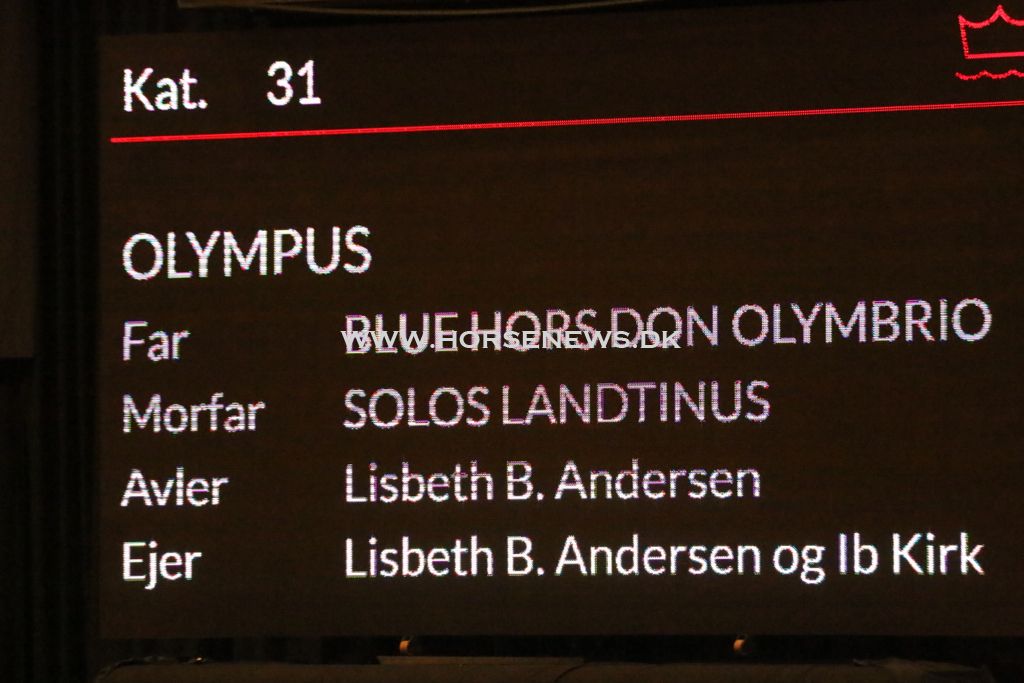 Kat. 31
OLYMPUS
Far BLUE HORS DON OLYMBRIO
WWW.HORSENEWS.DK
Morfar SOLOS LANDTINUS
Avler Lisbeth B. Andersen
Ejer Lisbeth B. Andersen og Ib Kirk